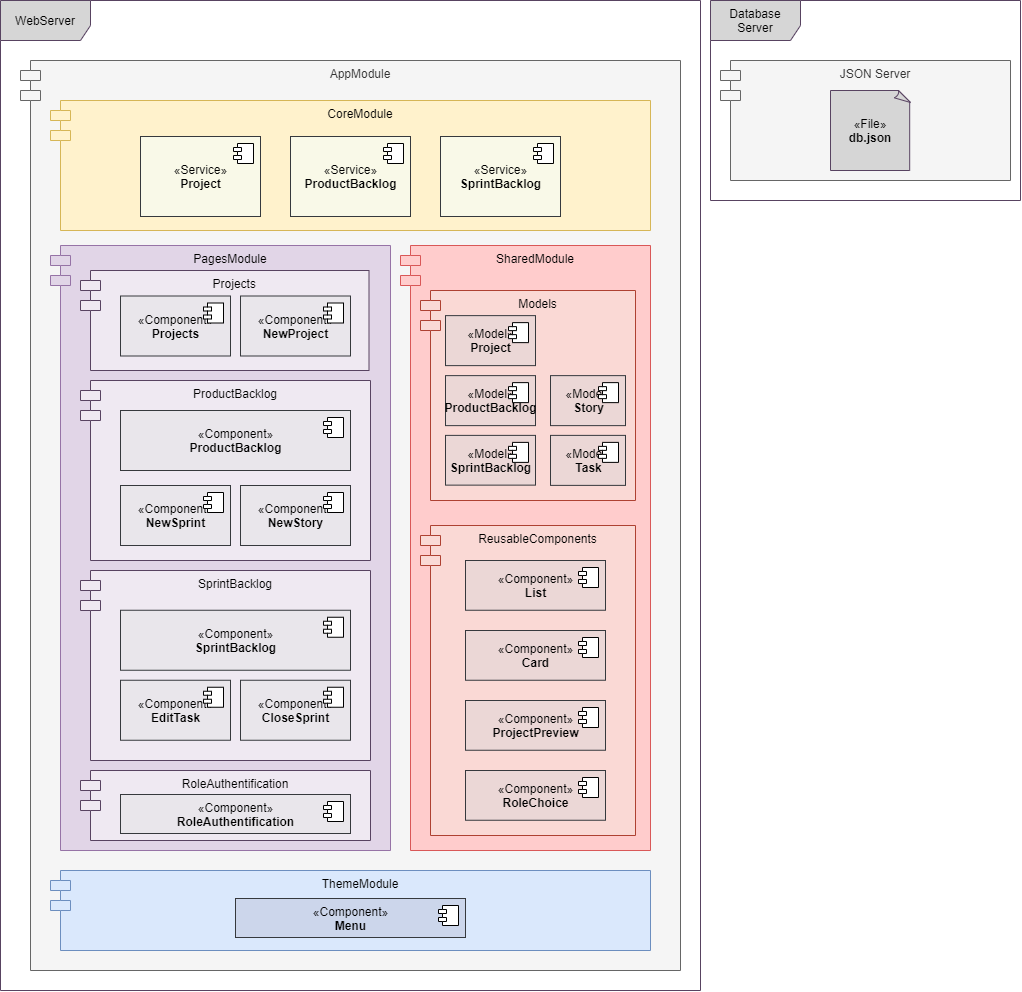 WebServer
AppModule
CoreModule
«Service»
Project
«Service»
ProductBacklog
«Service»
SprintBacklog
PagesModule
Projects
«Component
Projects
«Component
NewProject
ProductBacklog
«Component»
ProductBacklog
«Component
NewSprint
«Component
NewStory
SprintBacklog
«Component»
SprintBacklog
«Component
EditTask
«Component
CloseSprint
RoleAuthentification
«Component»
RoleAuthentification
SharedModule
Models
«Model
Project
«Model
ProductBacklog
«Mode
Story
«Model
SprintBacklog
«Mode
Task
ReusableComponents
«Component»
List
«Component»
Card
«Component»
ProjectPreview
«Component»
RoleChoice
ThemeModule
«Component»
Menu
Database
Server
JSON Server
«File»
db.json